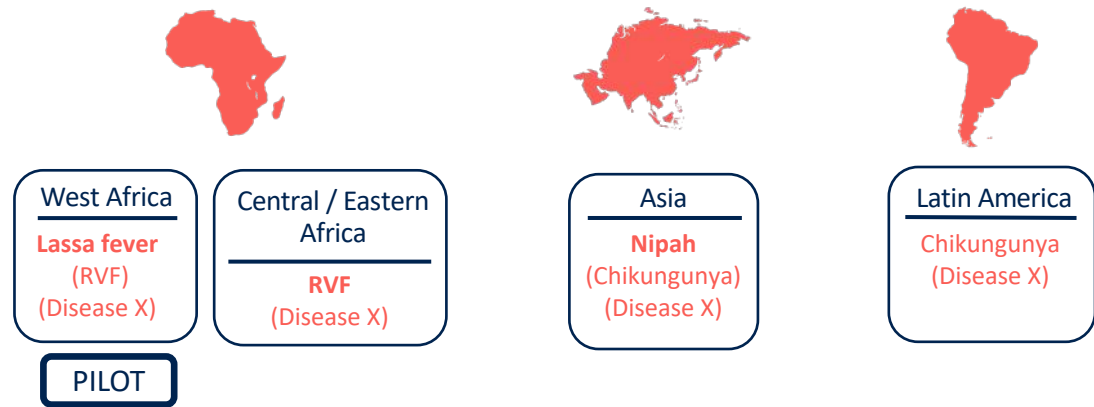 West Africa
Lassa fever
(RVF)
(Disease X)
PILOT
Central / Eastern
Africa
RVF
(Disease X)
Asia
Nipah
(Chikungunya)
(Disease X)
Latin America
Chikungunya
(Disease X)